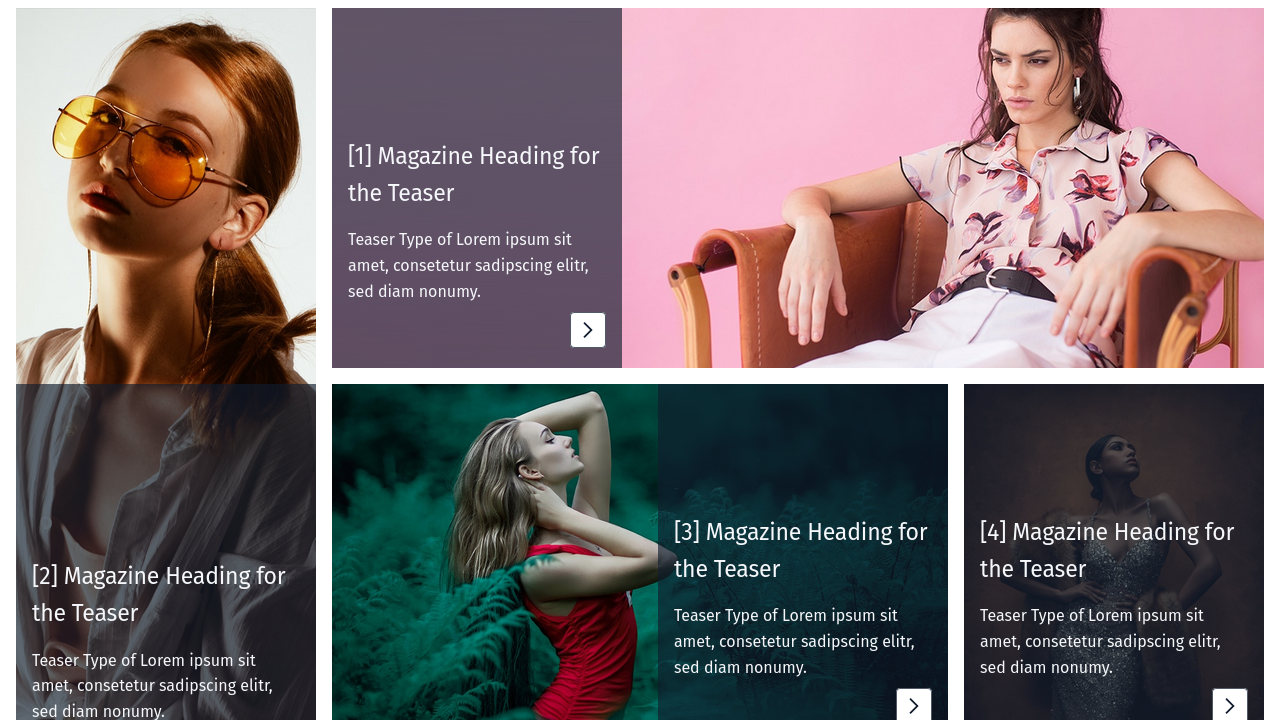 [1] Magazine Heading for
the Teaser
Teaser Type of Lorem ipsum sit
amet, consetetur sadipscing elitr,
sed diam nonumy.
[2] Magazine Heading for
the Teaser
Teaser Type of Lorem ipsum sit
amet, consetetur sadipscing elitr,
sed diam nonumy.
[3] Magazine Heading for
the Teaser
Teaser Type of Lorem ipsum sit
amet, consetetur sadipscing elitr,
sed diam nonumy.
[4] Magazine Heading for
the Teaser
Teaser Type of Lorem ipsum sit
amet, consetetur sadipscing elitr,
sed diam nonumy.